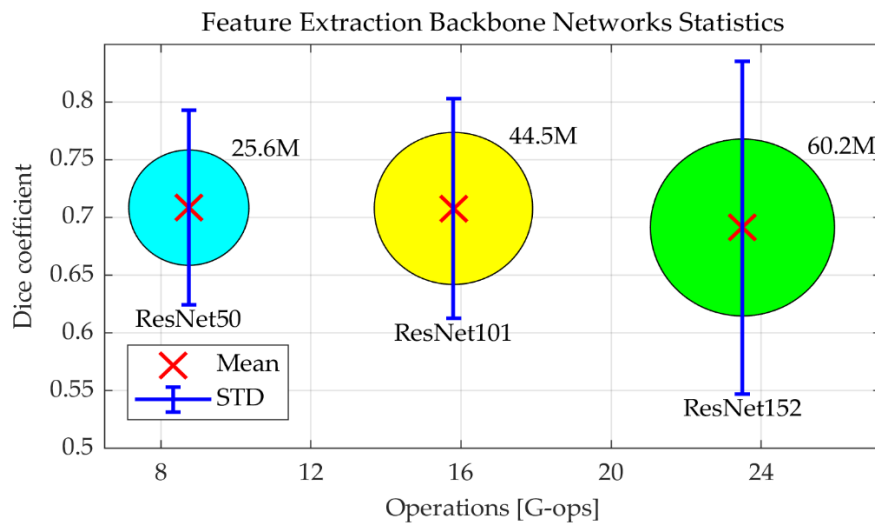 Feature Extraction Backbone Networks Statistics
Dice coefficient
0.8
0.75
0.7
0.65
0.6
0.55
0.5
25.6M
44.5M
60.2M
ResNet50
ResNet101
ResNet152
Mean
STD
8
12
16
20
24
Operations [G-ops]